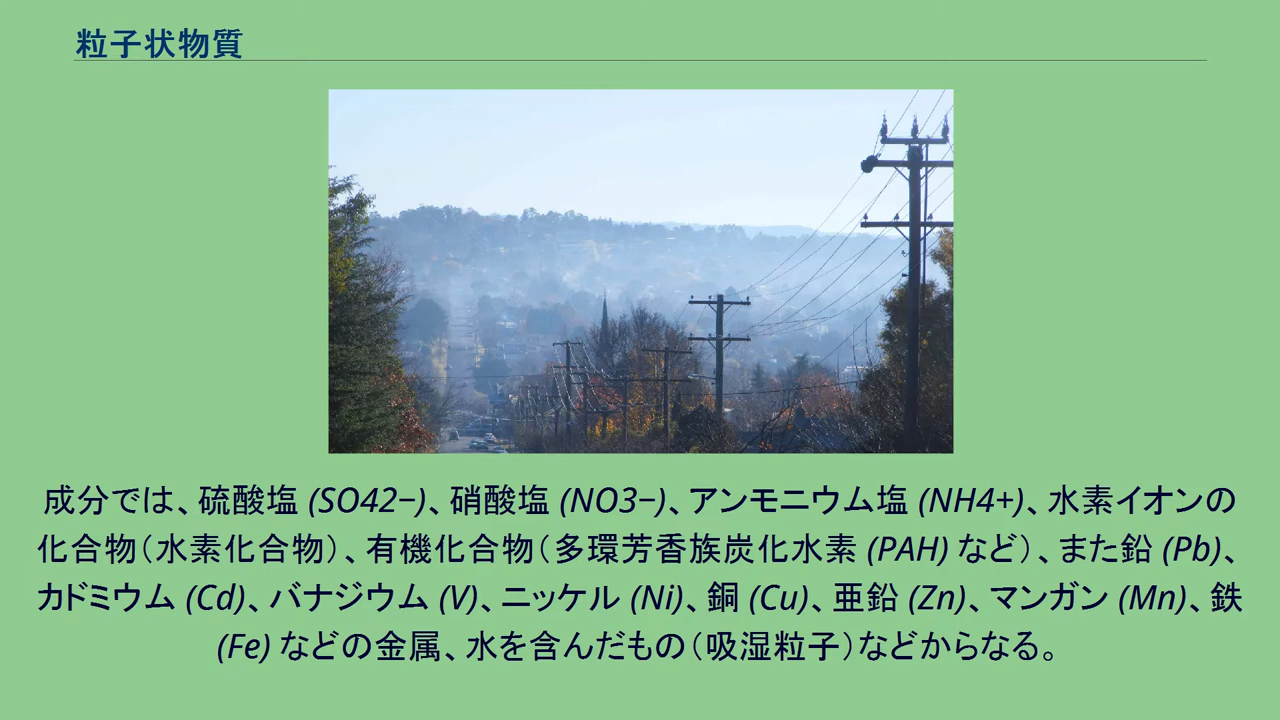 粒子状物質
成分では、硫酸塩 (SO42−)、硝酸塩 (NO3−)、アンモニウム塩 (NH4+)、水素イオンの
化合物（水素化合物）、有機化合物（多環芳香族炭化水素 (PAH) など）、また鉛 (Pb)、
カドミウム (Cd)、バナジウム (V)、ニッケル (Ni)、銅 (Cu)、亜鉛 (Zn)、マンガン (Mn)、鉄
(Fe) などの金属、水を含んだもの（吸湿粒子）などからなる。